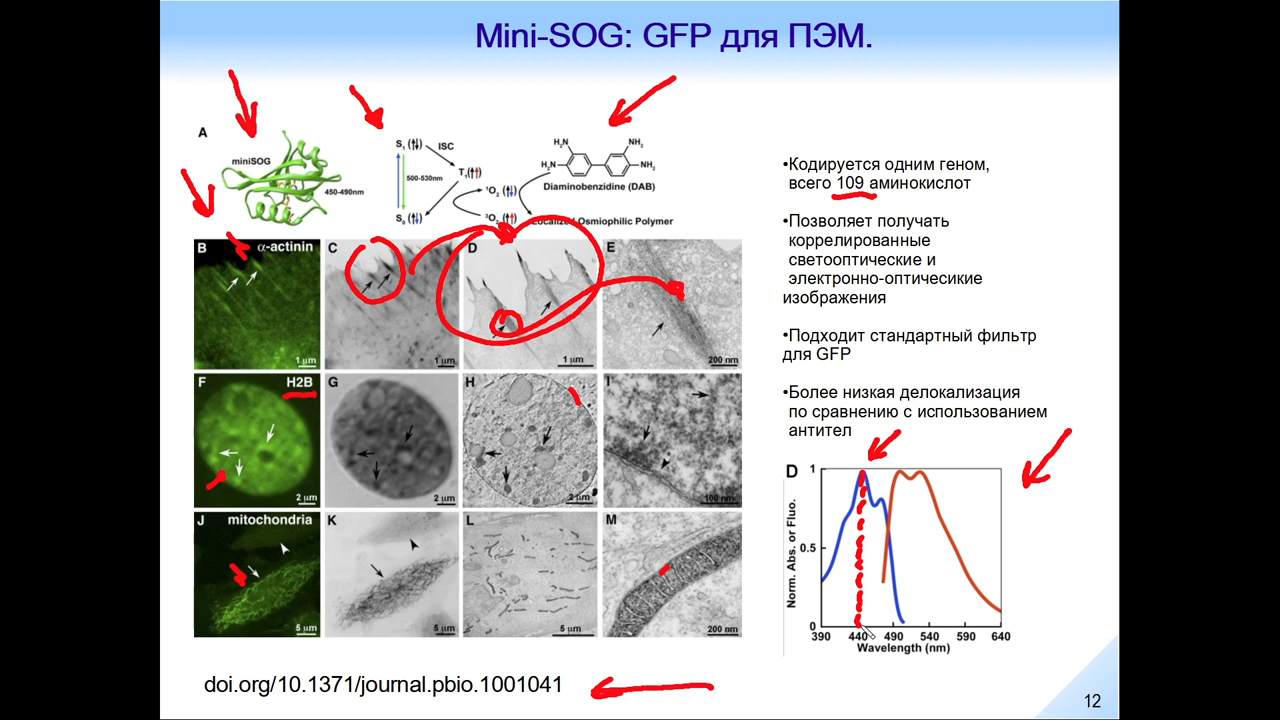 Mini-SOG: GFP для ПЭМ.
A
miniSOG
450-490nm
S1 (↑↓)
ISC
500-530nm
T1(↑↑)
S0 (↑↓)
1O2 (↑↓)
3O2 (↑↑)
H2N
NH2
H2N
NH2
Diaminobenzidine (DAB)
Localized Osmiophilic Polymer
B
α-actinin
1 µm
C
1 µm
D
1 µm
E
200 nm
F
H2B
2 µm
G
2 µm
H
2 µm
I
100 nm
J
mitochondria
5 µm
K
5 µm
L
5 µm
M
200 nm
•Кодируется одним геном,
всего 109 аминокислот
•Позволяет получать
коррелированные
светооптические и
электронно-оптичесикие
изображения
•Подходит стандартный фильтр
для GFP
•Более низкая делокализация
по сравнению с использованием
антител
D
Norm. Abs. or Fluo.
1
0.5
0
390 440 490 540 590 640
Wavelength (nm)
doi.org/10.1371/journal.pbio.1001041
12